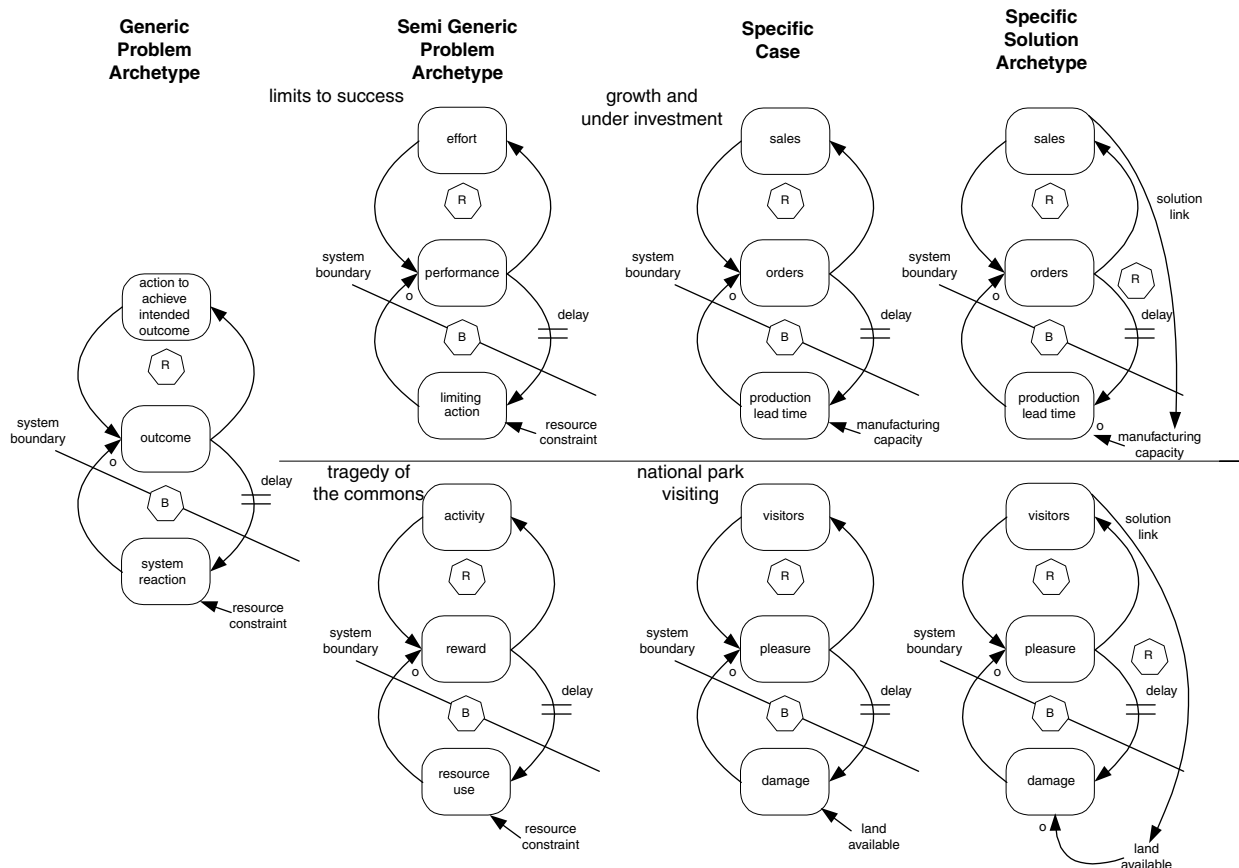 Generic
Problem
Archetype
Semi Generic
Problem
Archetype
Specific
Case
Specific
Solution
Archetype
action to
achieve
intended
outcome
R
outcome
o
system
boundary
B
delay
system
reaction
resource
constraint
limits to success
effort
R
system
boundary
performance
o
B
delay
limiting
action
resource
constraint
growth and
under investment
sales
R
system
boundary
orders
o
B
delay
production
lead time
manufacturing
capacity
sales
R
solution
link
system
boundary
orders
o
R
B
delay
production
lead time
o
manufacturing
capacity
tragedy of
the commons
activity
R
system
boundary
reward
o
B
delay
resource
use
resource
constraint
national park
visiting
visitors
R
system
boundary
pleasure
o
B
delay
damage
land
available
visitors
solution
link
R
system
boundary
pleasure
o
R
B
delay
damage
o
land
available